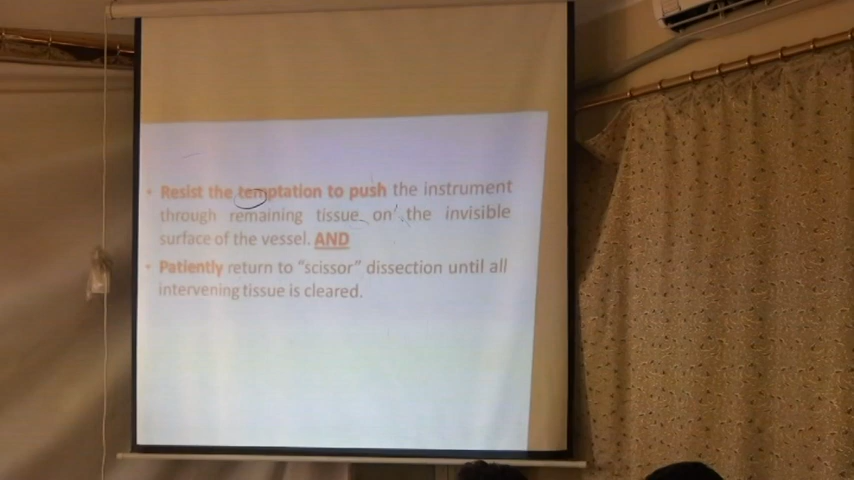 • Resist the temptation to push the instrument
through remaining tissue on the invisible
surface of the vessel. AND
• Patiently return to “scissor” dissection until all
intervening tissue is cleared.